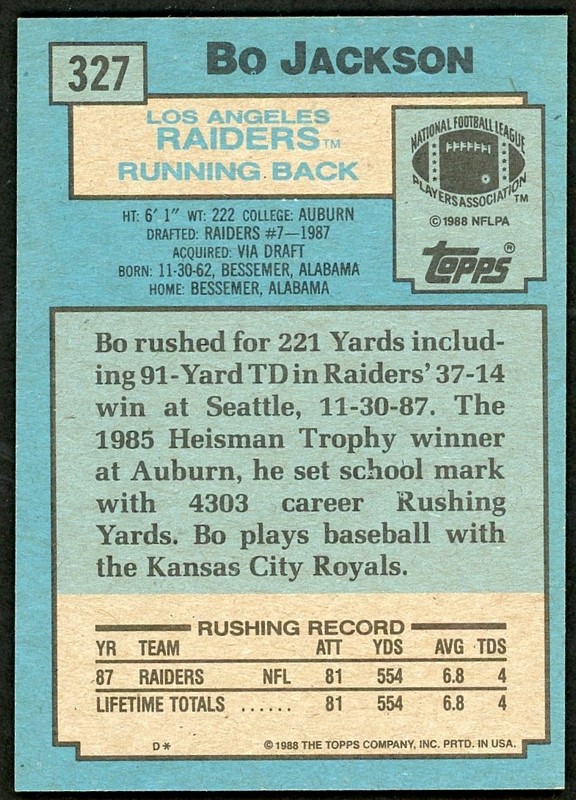 327
BO JACKSON
LOS ANGELES
RAIDERS™
RUNNING BACK
NATIONAL FOOTBALL LEAGUE
PLAYERS ASSOCIATION™
©1988 NFLPA
Topps®
HT: 6' 1" WT: 222 COLLEGE: AUBURN
DRAFTED: RAIDERS #7—1987
ACQUIRED: VIA DRAFT
BORN: 11-30-62, BESSEMER, ALABAMA
HOME: BESSEMER, ALABAMA
Bo rushed for 221 Yards includ-
ing 91-Yard TD in Raiders' 37-14
win at Seattle, 11-30-87. The
1985 Heisman Trophy winner
at Auburn, he set school mark
with 4303 career Rushing
Yards. Bo plays baseball with
the Kansas City Royals.
RUSHING RECORD
YR TEAM ATT YDS AVG TDS
87 RAIDERS NFL 81 554 6.8 4
LIFETIME TOTALS ...... 81 554 6.8 4
D* ©1988 THE TOPPS COMPANY, INC. PRTD. IN USA.